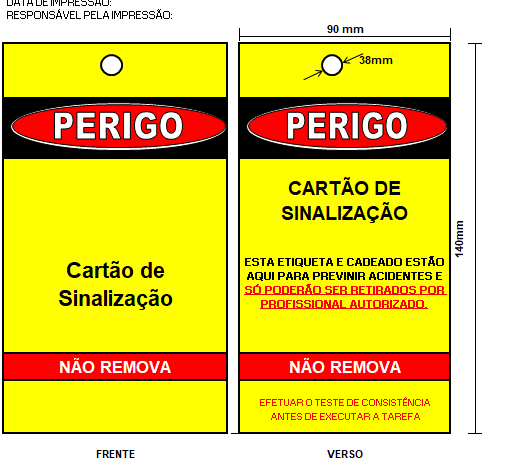 DATA DE IMPRESSÃO:
RESPONSÁVEL PELA IMPRESSÃO:
90 mm
38mm
PERIGO
PERIGO
CARTÃO DE
SINALIZAÇÃO
140mm
Cartão de
Sinalização
ESTA ETIQUETA E CADEADO ESTÃO
AQUI PARA PREVINIR ACIDENTES E
SÓ PODERÃO SER RETIRADOS POR
PROFISSIONAL AUTORIZADO.
NÃO REMOVA
NÃO REMOVA
EFETUAR O TESTE DE CONSISTÊNCIA
ANTES DE EXECUTAR A TAREFA
FRENTE
VERSO